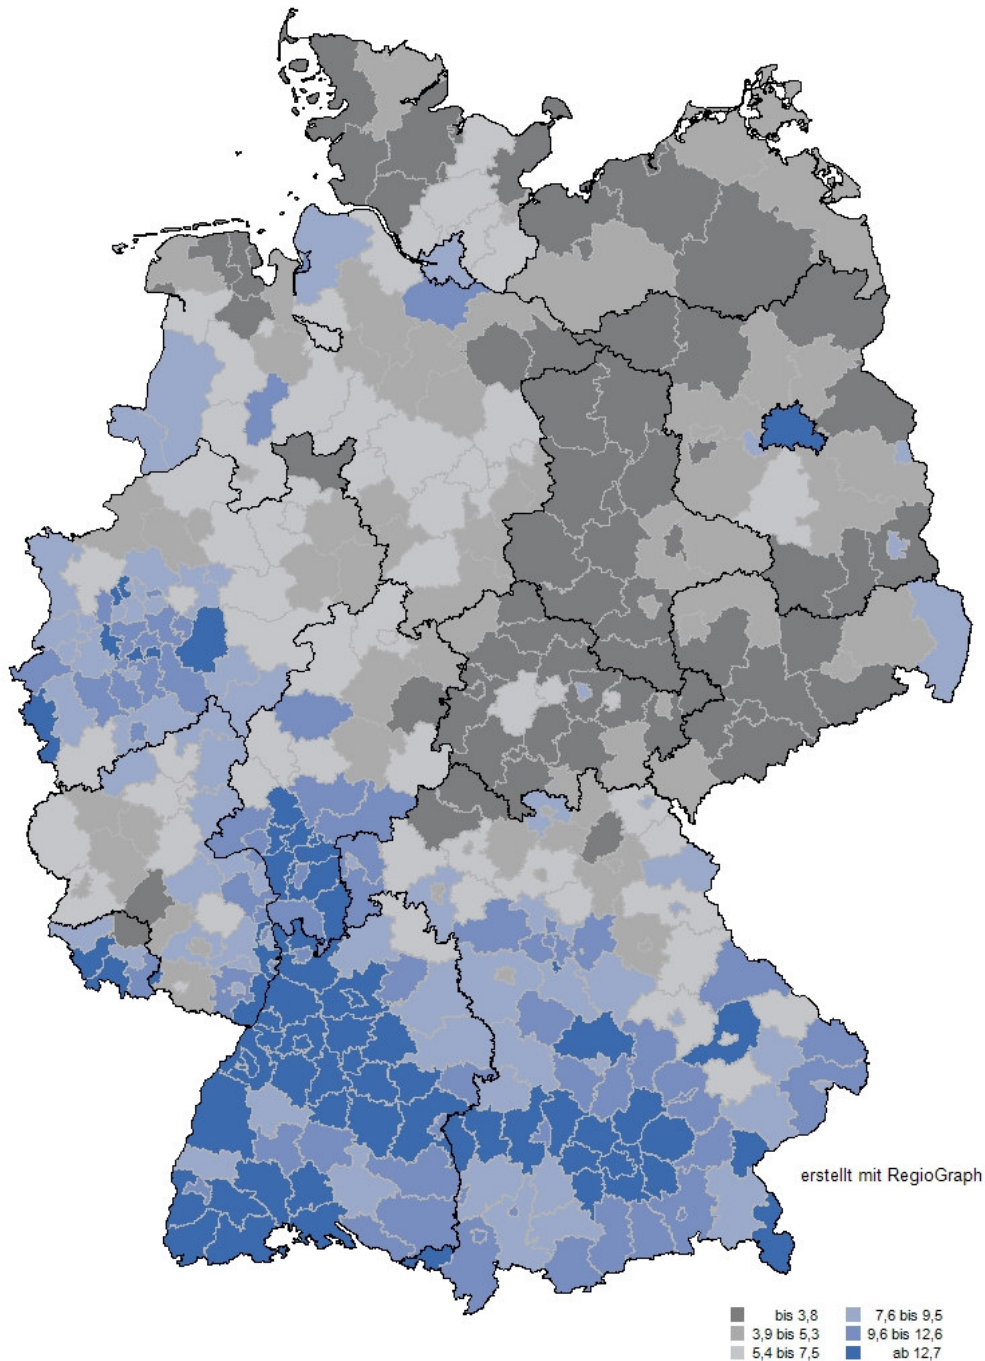 erstellt mit RegioGraph
bis 3,8
3,9 bis 5,3
5,4 bis 7,5
7,6 bis 9,5
9,6 bis 12,6
ab 12,7